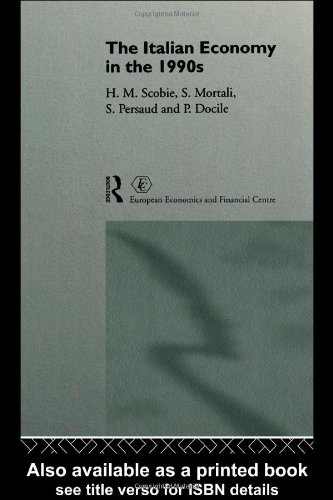 The Italian Economy
in the 1990s
H. M. Scobie, S. Mortali,
S. Persaud and P. Docile
ROUTLEDGE
European Economics and Financial Centre
Also available as a printed book
see title verso for ISBN details